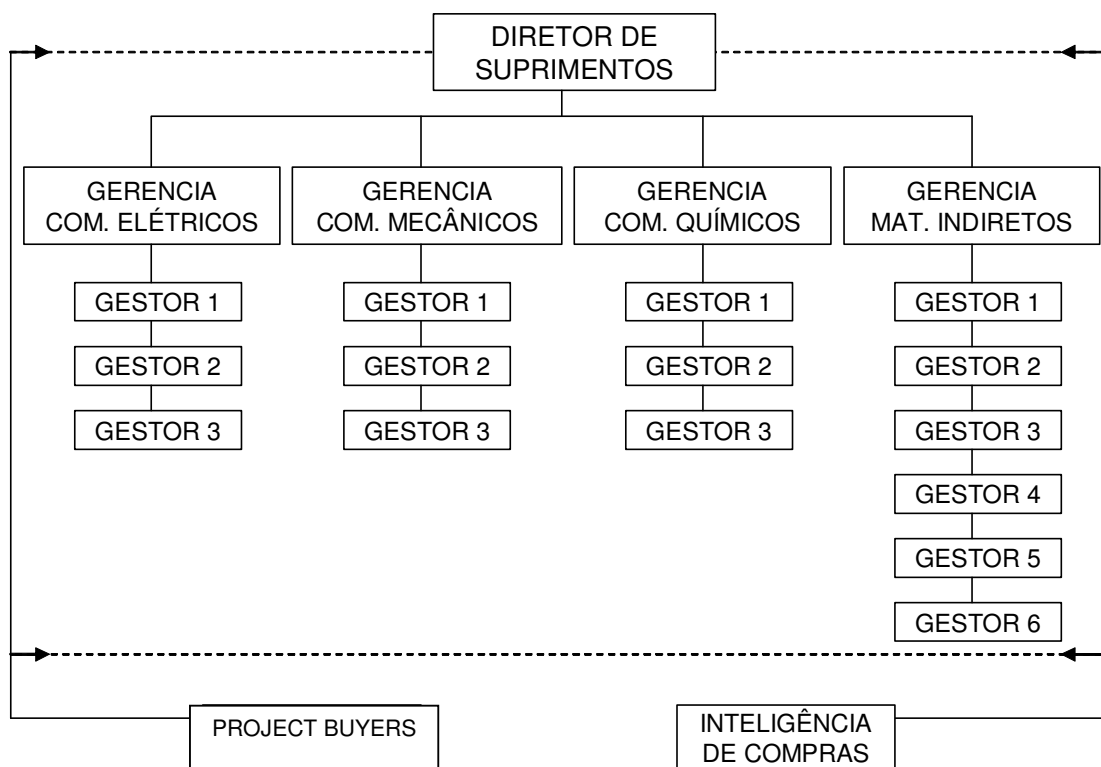 DIRETOR DE
SUPRIMENTOS
GERENCIA
COM. ELÉTRICOS
GERENCIA
COM. MECÂNICOS
GERENCIA
COM. QUÍMICOS
GERENCIA
MAT. INDIRETOS
GESTOR 1
GESTOR 2
GESTOR 3
GESTOR 1
GESTOR 2
GESTOR 3
GESTOR 1
GESTOR 2
GESTOR 3
GESTOR 1
GESTOR 2
GESTOR 3
GESTOR 4
GESTOR 5
GESTOR 6
PROJECT BUYERS
INTELIGÊNCIA
DE COMPRAS